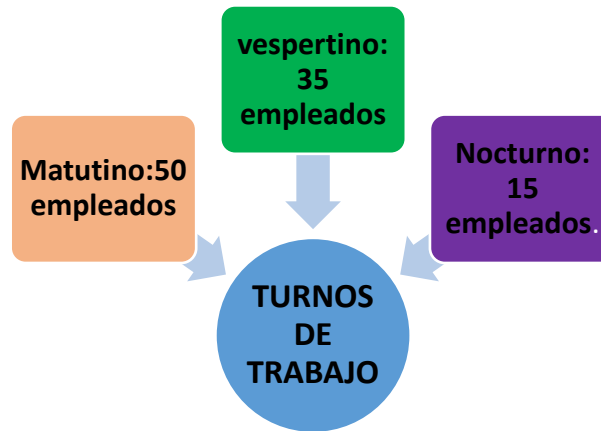 Matutino:50
empleados
vespertino:
35
empleados
Nocturno:
15
empleados.
TURNOS
DE
TRABAJO